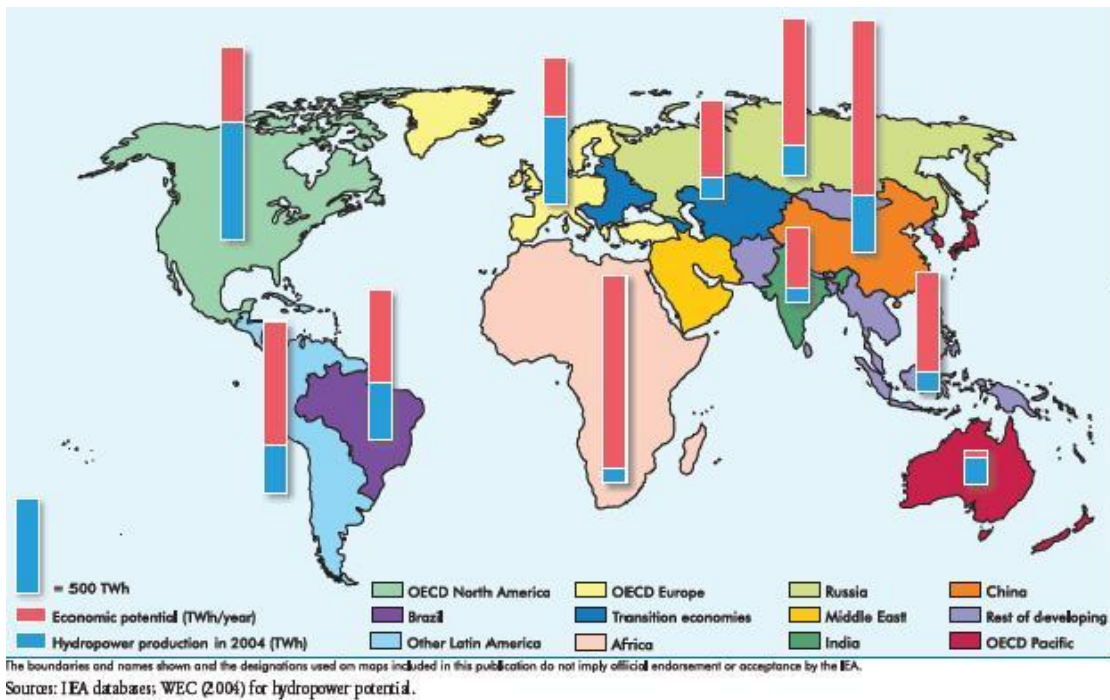 = 500 TWh
Economic potential (TWh/year)
Hydropower production in 2004 (TWh)
OECD North America
Brazil
Other Latin America
OECD Europe
Transition economies
Africa
Russia
Middle East
India
China
Rest of developing
OECD Pacific
The boundaries and names shown and the designations used on maps included in this publication do not imply official endorsement or acceptance by the IEA.
Sources: IEA databases; WEC (2004) for hydropower potential.